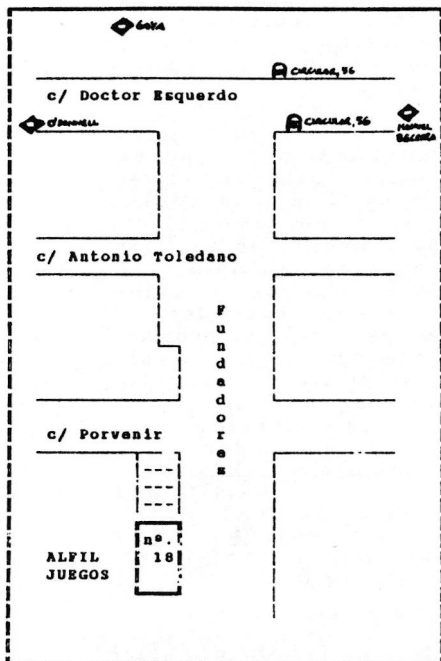 GOYA
CIRCULAR, 56
c/ Doctor Esquerdo
O'DONNELL
CIRCULAR, 56
MANUEL
BECERRA
c/ Antonio Toledano
Fundadores
c/ Porvenir
nº.
18
ALFIL
JUEGOS